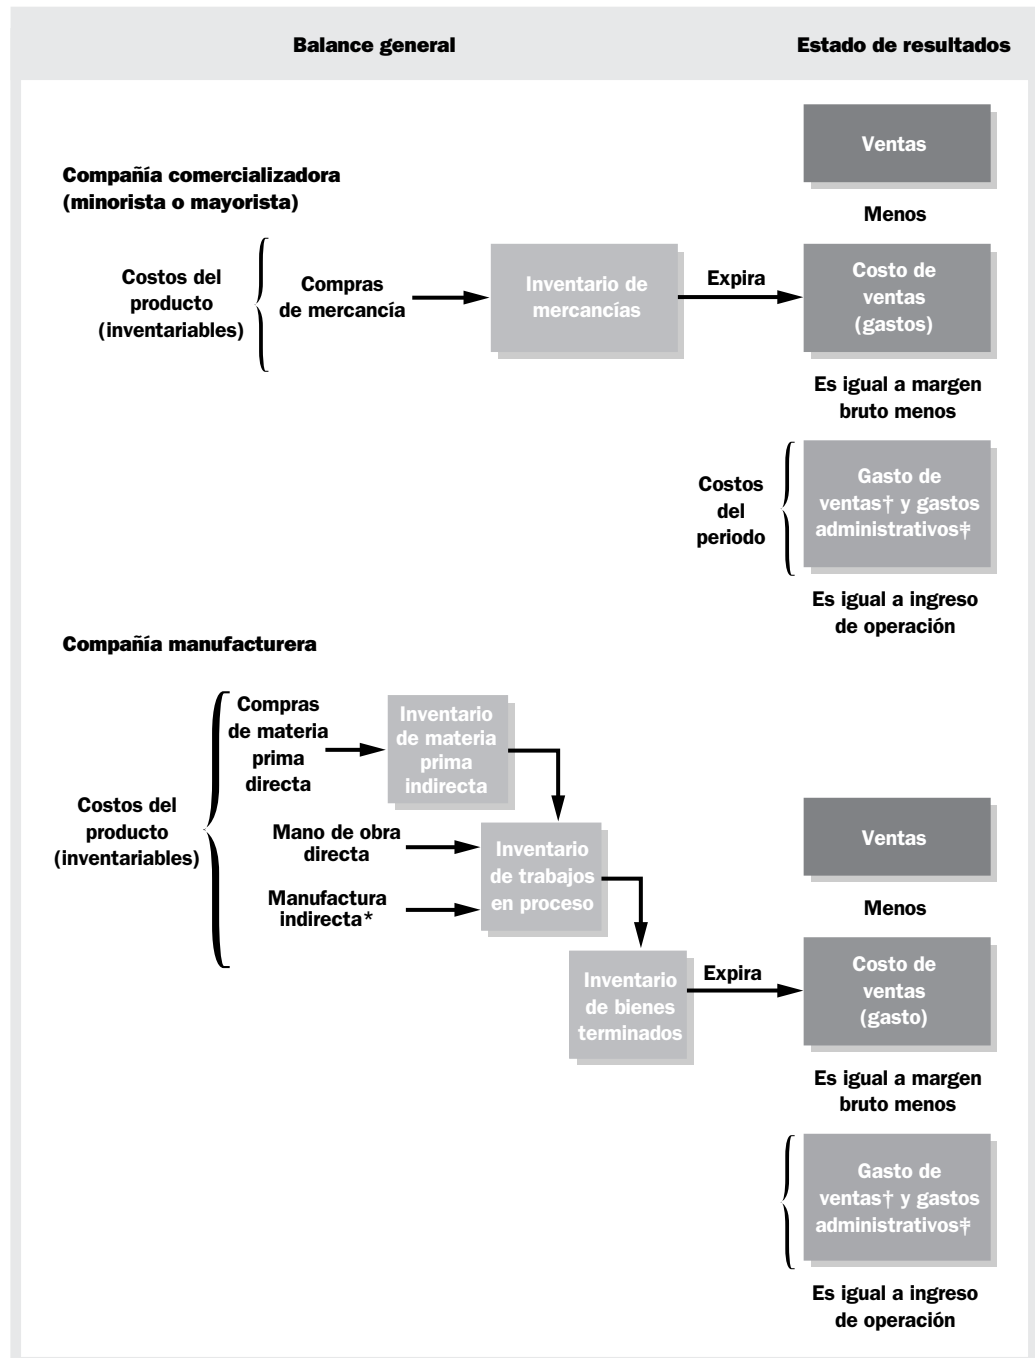 Balance general
Estado de resultados
Ventas
Compañía comercializadora
(minorista o mayorista)
Menos
Costos del
producto
(inventariables)
Compras
de mercancía
Inventario de
mercancías
Expira
Costo de
ventas
(gastos)
Es igual a margen
bruto menos
Costos
del
periodo
Gasto de
ventas† y gastos
administrativos‡
Es igual a ingreso
de operación
Compañía manufacturera
Costos del
producto
(inventariables)
Compras
de materia
prima
directa
Inventario
de materia
prima
indirecta
Mano de obra
directa
Manufactura
indirecta*
Inventario
de trabajos
en proceso
Inventario
de bienes
terminados
Expira
Ventas
Menos
Costo de
ventas
(gasto)
Es igual a margen
bruto menos
Gasto de
ventas† y gastos
administrativos‡
Es igual a ingreso
de operación